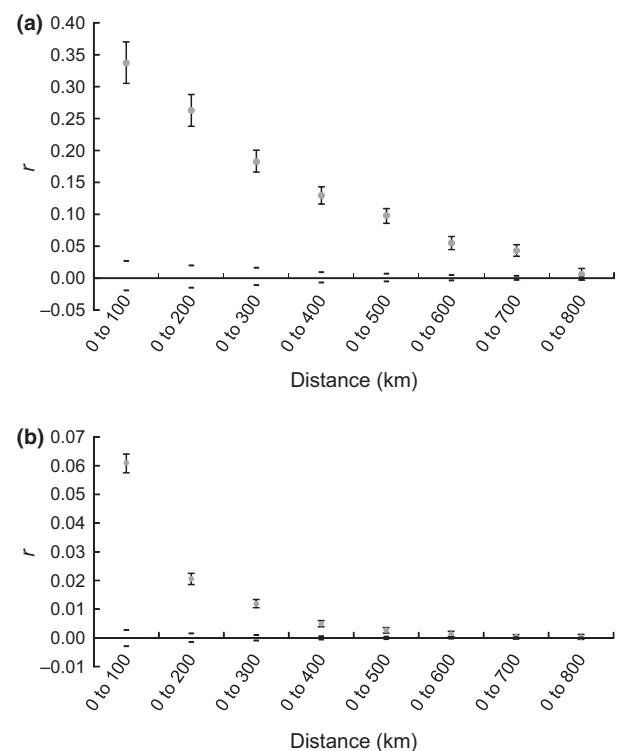 (a)
0.40
0.35
0.30
0.25
0.20
0.15
0.10
0.05
0.00
–0.05
r
0 to 100
0 to 200
0 to 300
0 to 400
0 to 500
0 to 600
0 to 700
0 to 800
Distance (km)
(b)
0.07
0.06
0.05
0.04
0.03
0.02
0.01
0.00
–0.01
r
0 to 100
0 to 200
0 to 300
0 to 400
0 to 500
0 to 600
0 to 700
0 to 800
Distance (km)